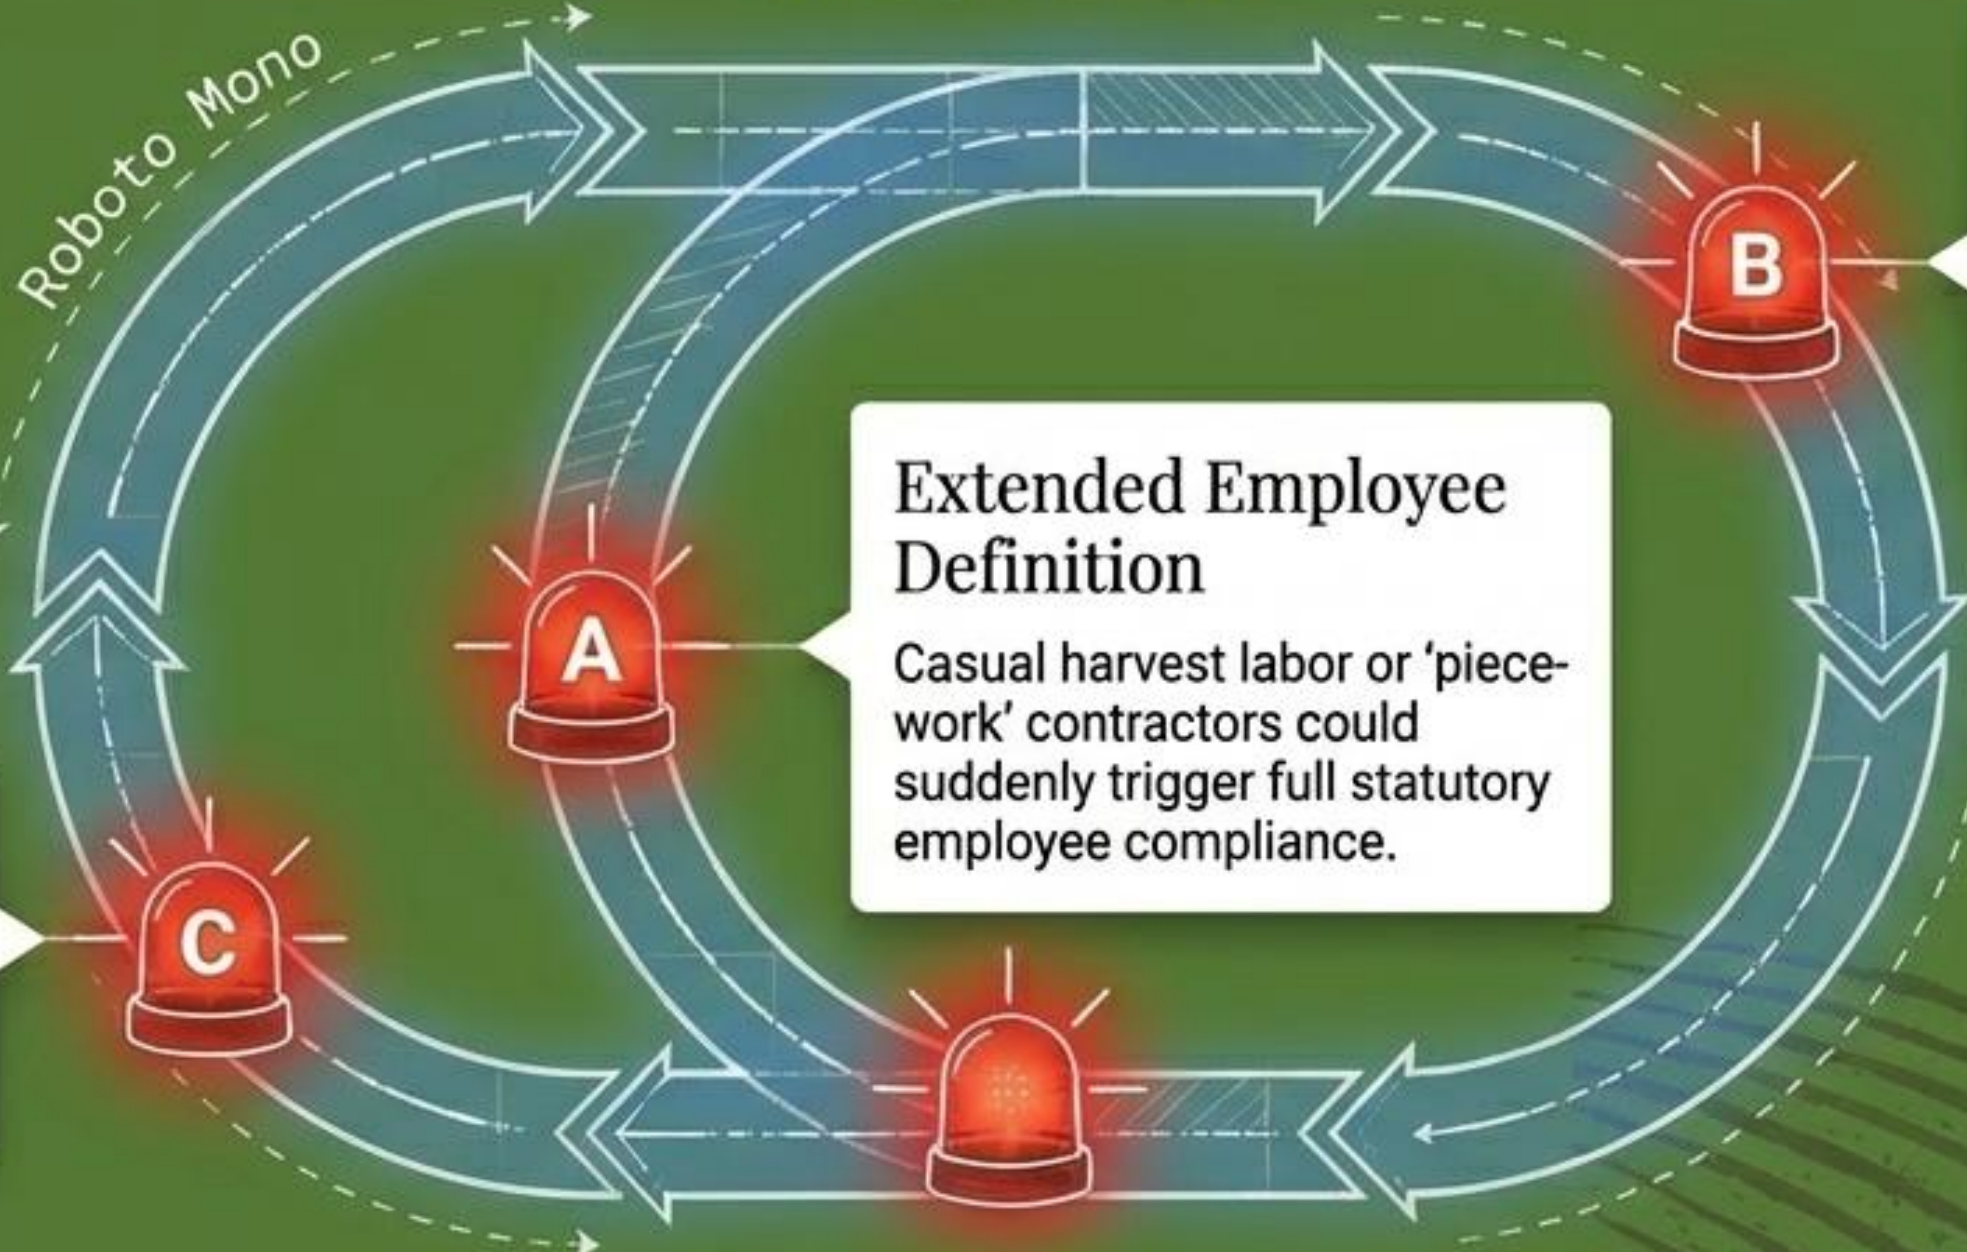 Roboto Mono
B
Extended Employee
Definition
A
Casual harvest labor or ‘piece-
work’ contractors could
suddenly trigger full statutory
employee compliance.
C